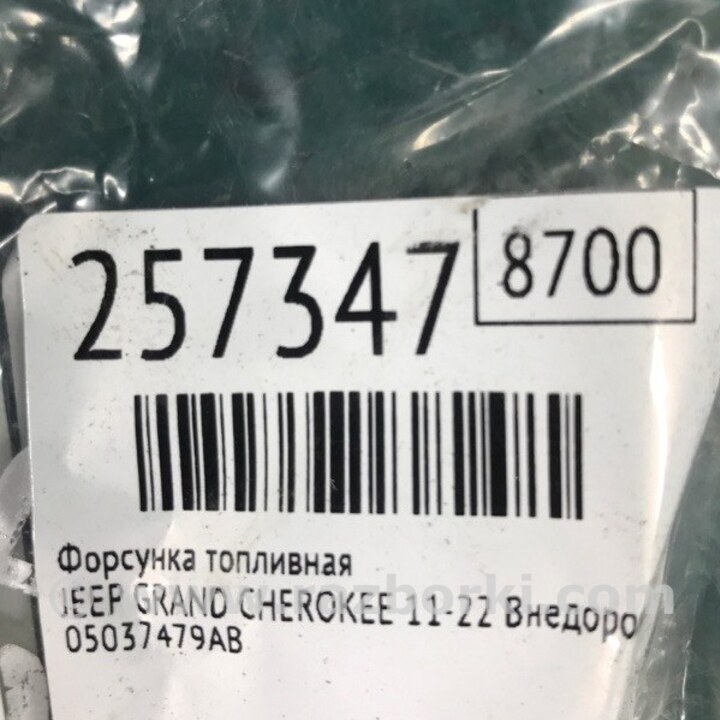 257347 8700
Форсунка топливная
JEEP GRAND CHEROKEE 11-22 Внедоро
05037479AB